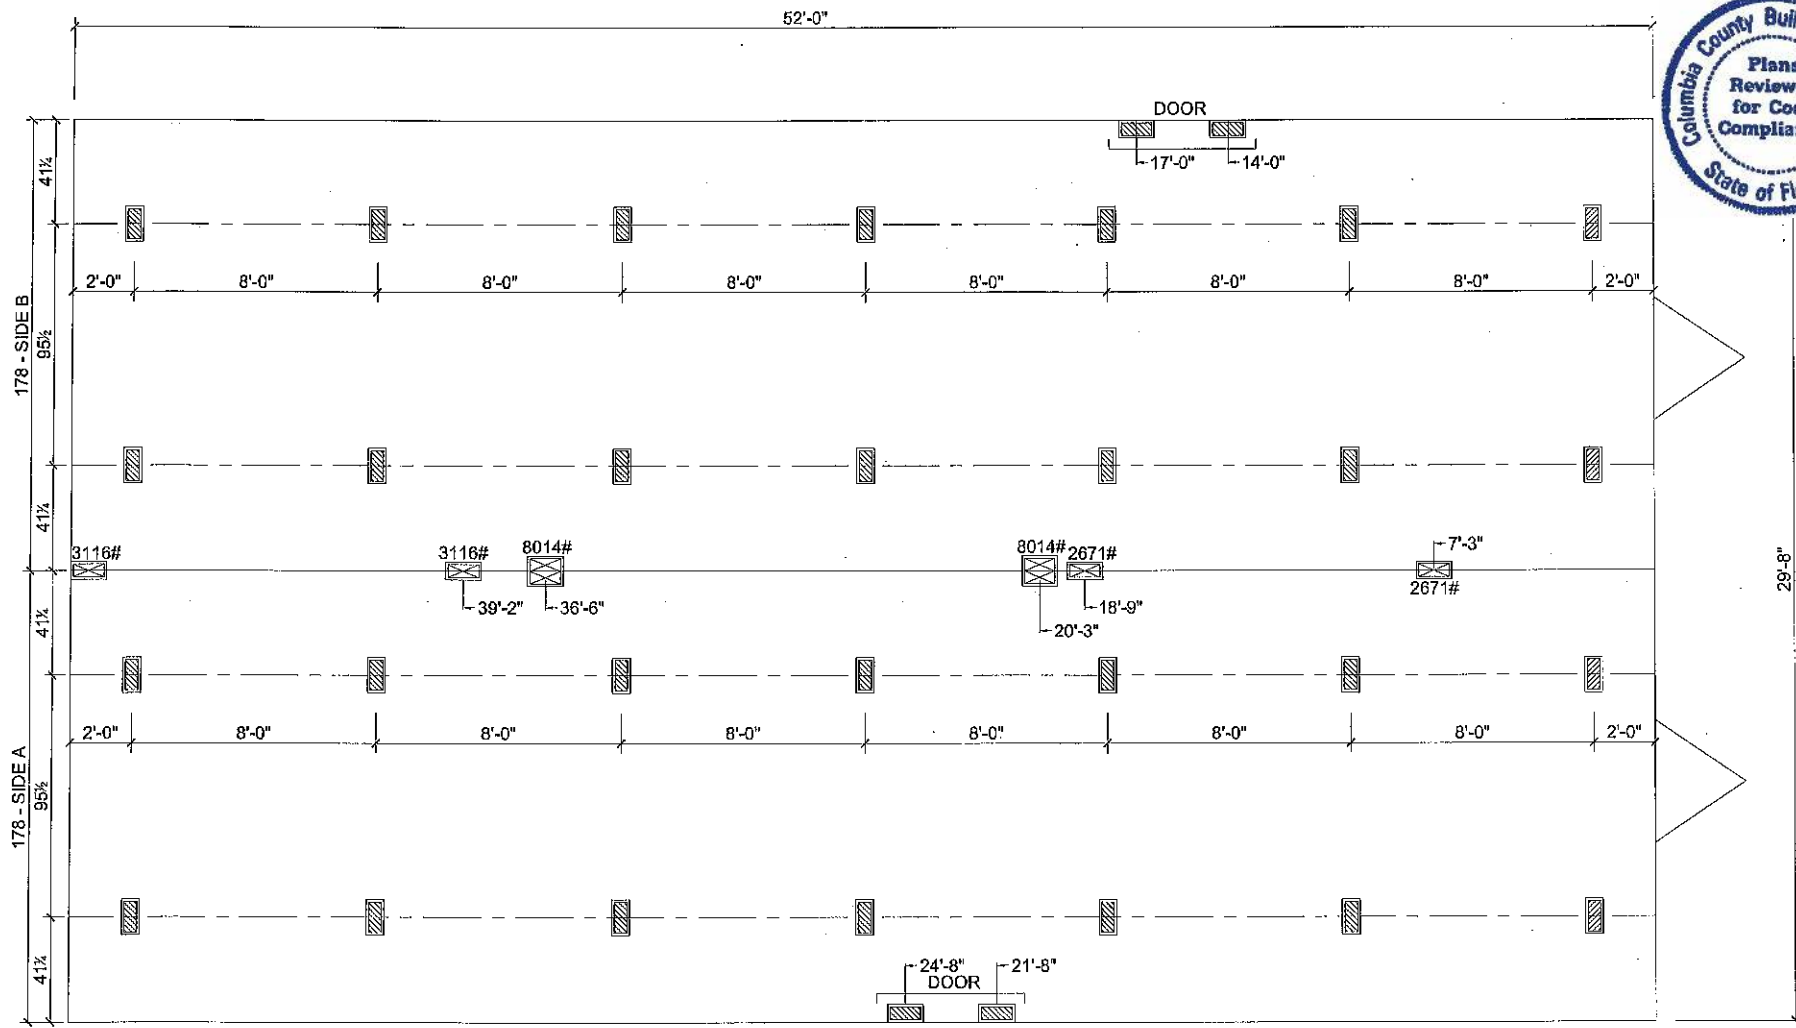 52'-0"
Columbia County
Plans
for
State of
DOOR
17'-0" 14'-0"
41¼
2'-0" 8'-0" 8'-0" 8'-0" 8'-0" 8'-0" 8'-0" 2'-0"
178 - SIDE B
95½
41¼
3116# 3116# 8014# 8014# 2671# 7'-3"
2671#
39'-2" 36'-6" 18'-9"
20'-3"
29'-8"
41¼
2'-0" 8'-0" 8'-0" 8'-0" 8'-0" 8'-0" 8'-0" 2'-0"
178 - SIDE A
95½
41¼
24'-8" 21'-8"
DOOR